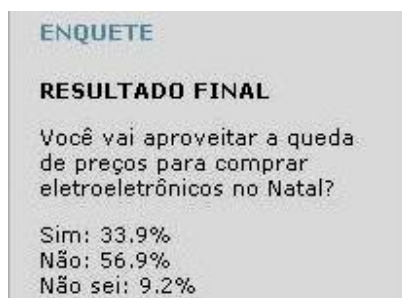 ENQUETE
RESULTADO FINAL
Você vai aproveitar a queda
de preços para comprar
eletroeletrônicos no Natal?
Sim: 33.9%
Não: 56.9%
Não sei: 9.2%